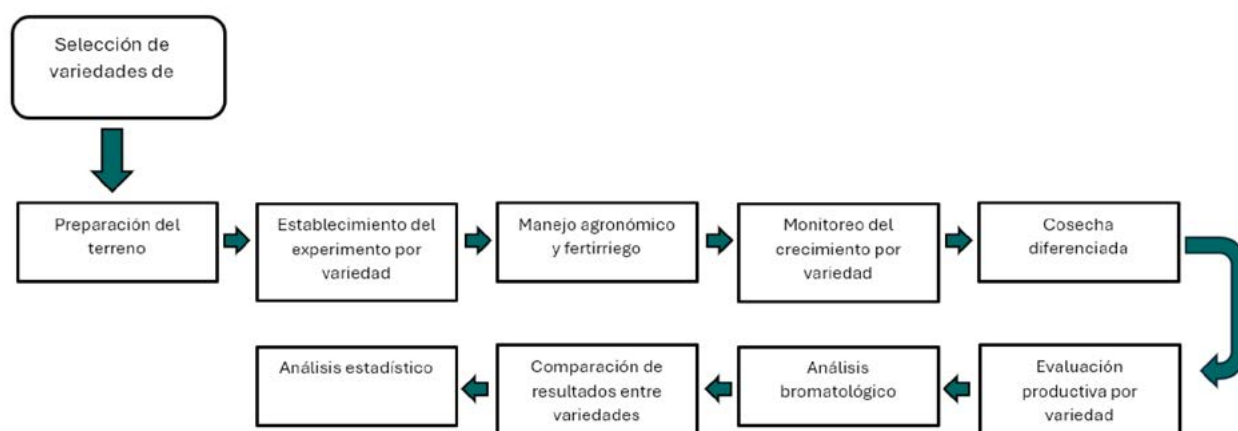 Selección de
variedades de
Preparación del
terreno
Establecimiento del
experimento por
variedad
Manejo agronómico
y fertirriego
Monitoreo del
crecimiento por
variedad
Cosecha
diferenciada
Evaluación
productiva por
variedad
Análisis
bromatológico
Comparación de
resultados entre
variedades
Análisis estadístico